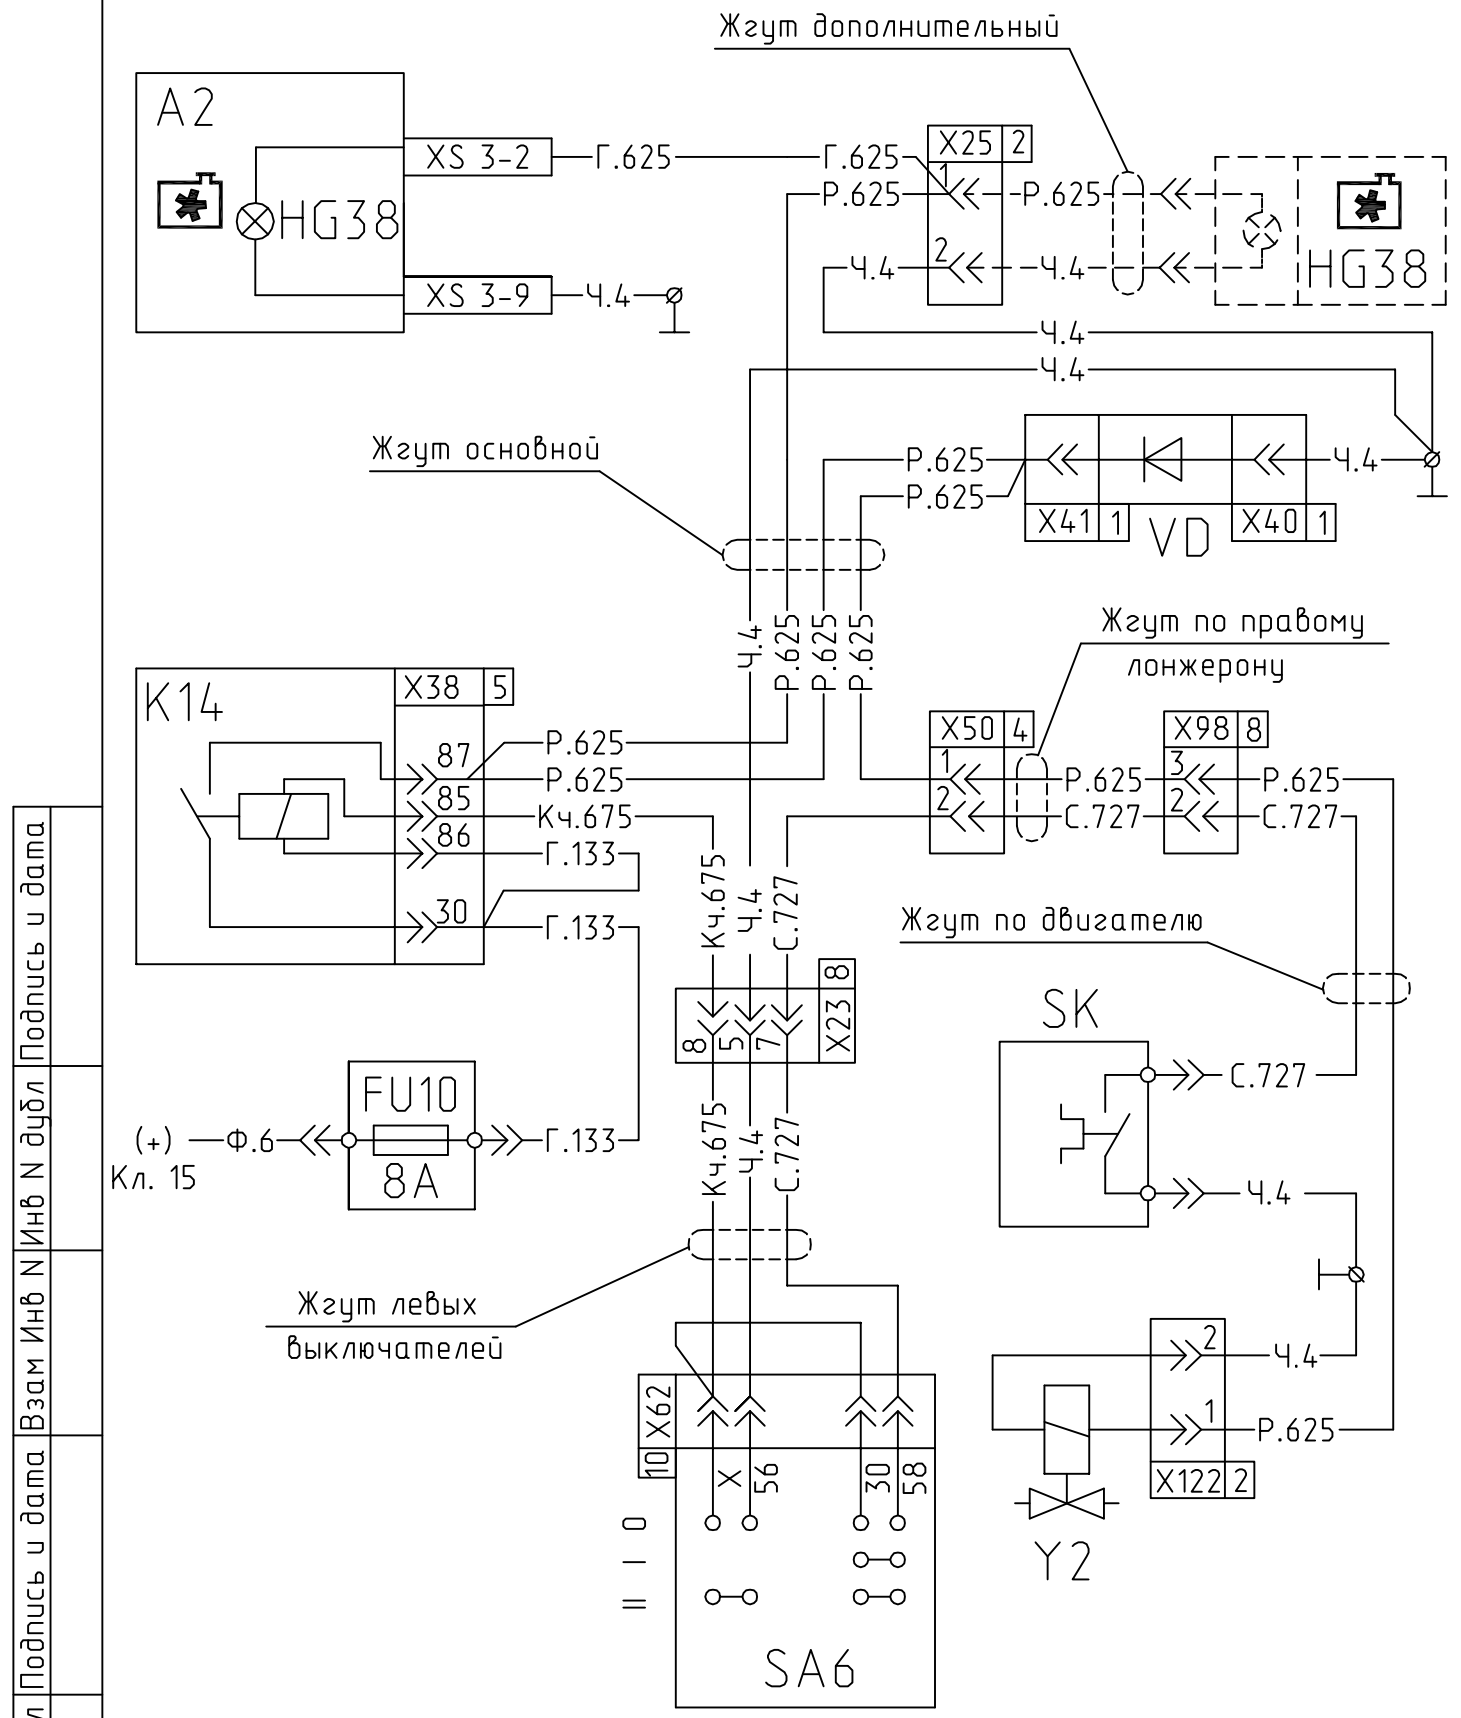 Жгут дополнительный
A2
HG38
XS 3-2
Г.625
Г.625
X25 2
1
Р.625
Р.625
2
Ч.4
Ч.4
HG38
XS 3-9
Ч.4
Ч.4
Ч.4
Жгут основной
Р.625
Р.625
Ч.4
X41 1
VD
X40 1
Ч.4
Р.625
Р.625
Р.625
Жгут по правому
лонжерону
K14
X38 5
87
Р.625
Р.625
85
Кч.675
86
Г.133
30
Г.133
X50 4
1
2
Р.625
С.727
X98 8
3
2
Р.625
С.727
Кч.675
Ч.4
С.727
Жгут по двигателю
X23 8
8
5
7
SK
С.727
Ч.4
FU10
8A
(+)
Кл. 15
Ф.6
Г.133
Кч.675
Ч.4
С.727
Жгут левых
выключателей
X62 10
X
56
30
58
0
I
II
SA6
2
Ч.4
1
Р.625
X122 2
Y2
Подпись и дата
Инв N дубл
Взам Инв N
Подпись и дата
л